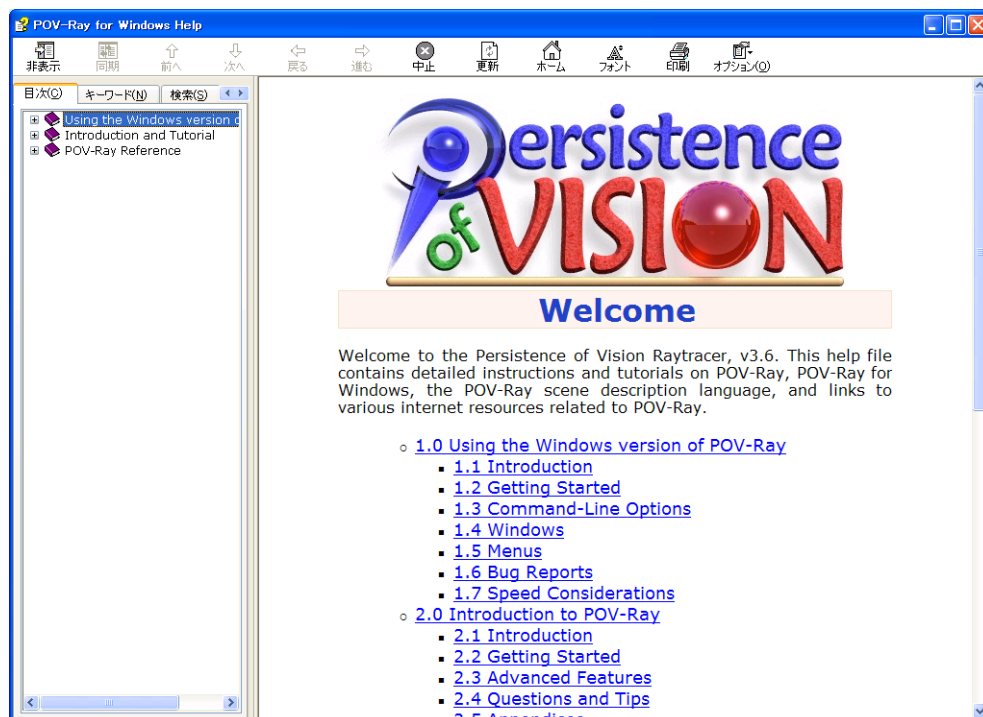 POV-Ray for Windows Help
非表示 同期 前へ 次へ 戻る 進む 中止 更新 ホーム フォント 印刷 オプション(O)
目次(C) キーワード(N) 検索(S)
Using the Windows version o
Introduction and Tutorial
POV-Ray Reference
Persistence
of VISION
Welcome
Welcome to the Persistence of Vision Raytracer, v3.6. This help file
contains detailed instructions and tutorials on POV-Ray, POV-Ray for
Windows, the POV-Ray scene description language, and links to
various internet resources related to POV-Ray.
1.0 Using the Windows version of POV-Ray
1.1 Introduction
1.2 Getting Started
1.3 Command-Line Options
1.4 Windows
1.5 Menus
1.6 Bug Reports
1.7 Speed Considerations
2.0 Introduction to POV-Ray
2.1 Introduction
2.2 Getting Started
2.3 Advanced Features
2.4 Questions and Tips
2.5 Appendices